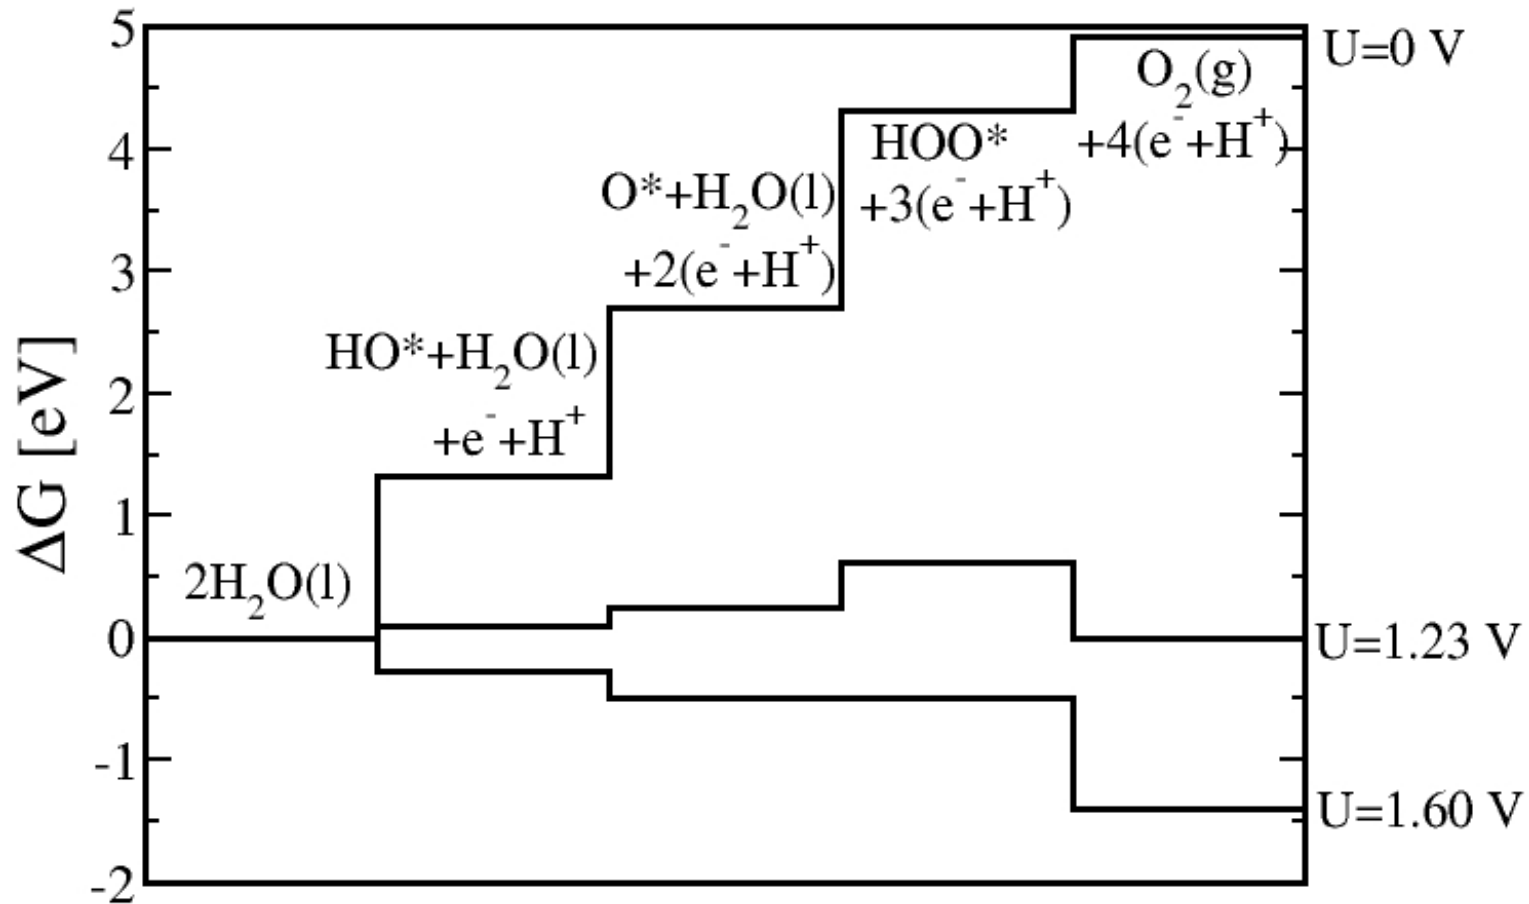 5
U=0 V
O₂(g)
+4(e⁻+H⁺)
4
HOO*
+3(e⁻+H⁺)
O*+H₂O(l)
+2(e⁻+H⁺)
3
HO*+H₂O(l)
+e⁻+H⁺
2
1
ΔG [eV]
2H₂O(l)
0
U=1.23 V
-1
U=1.60 V
-2